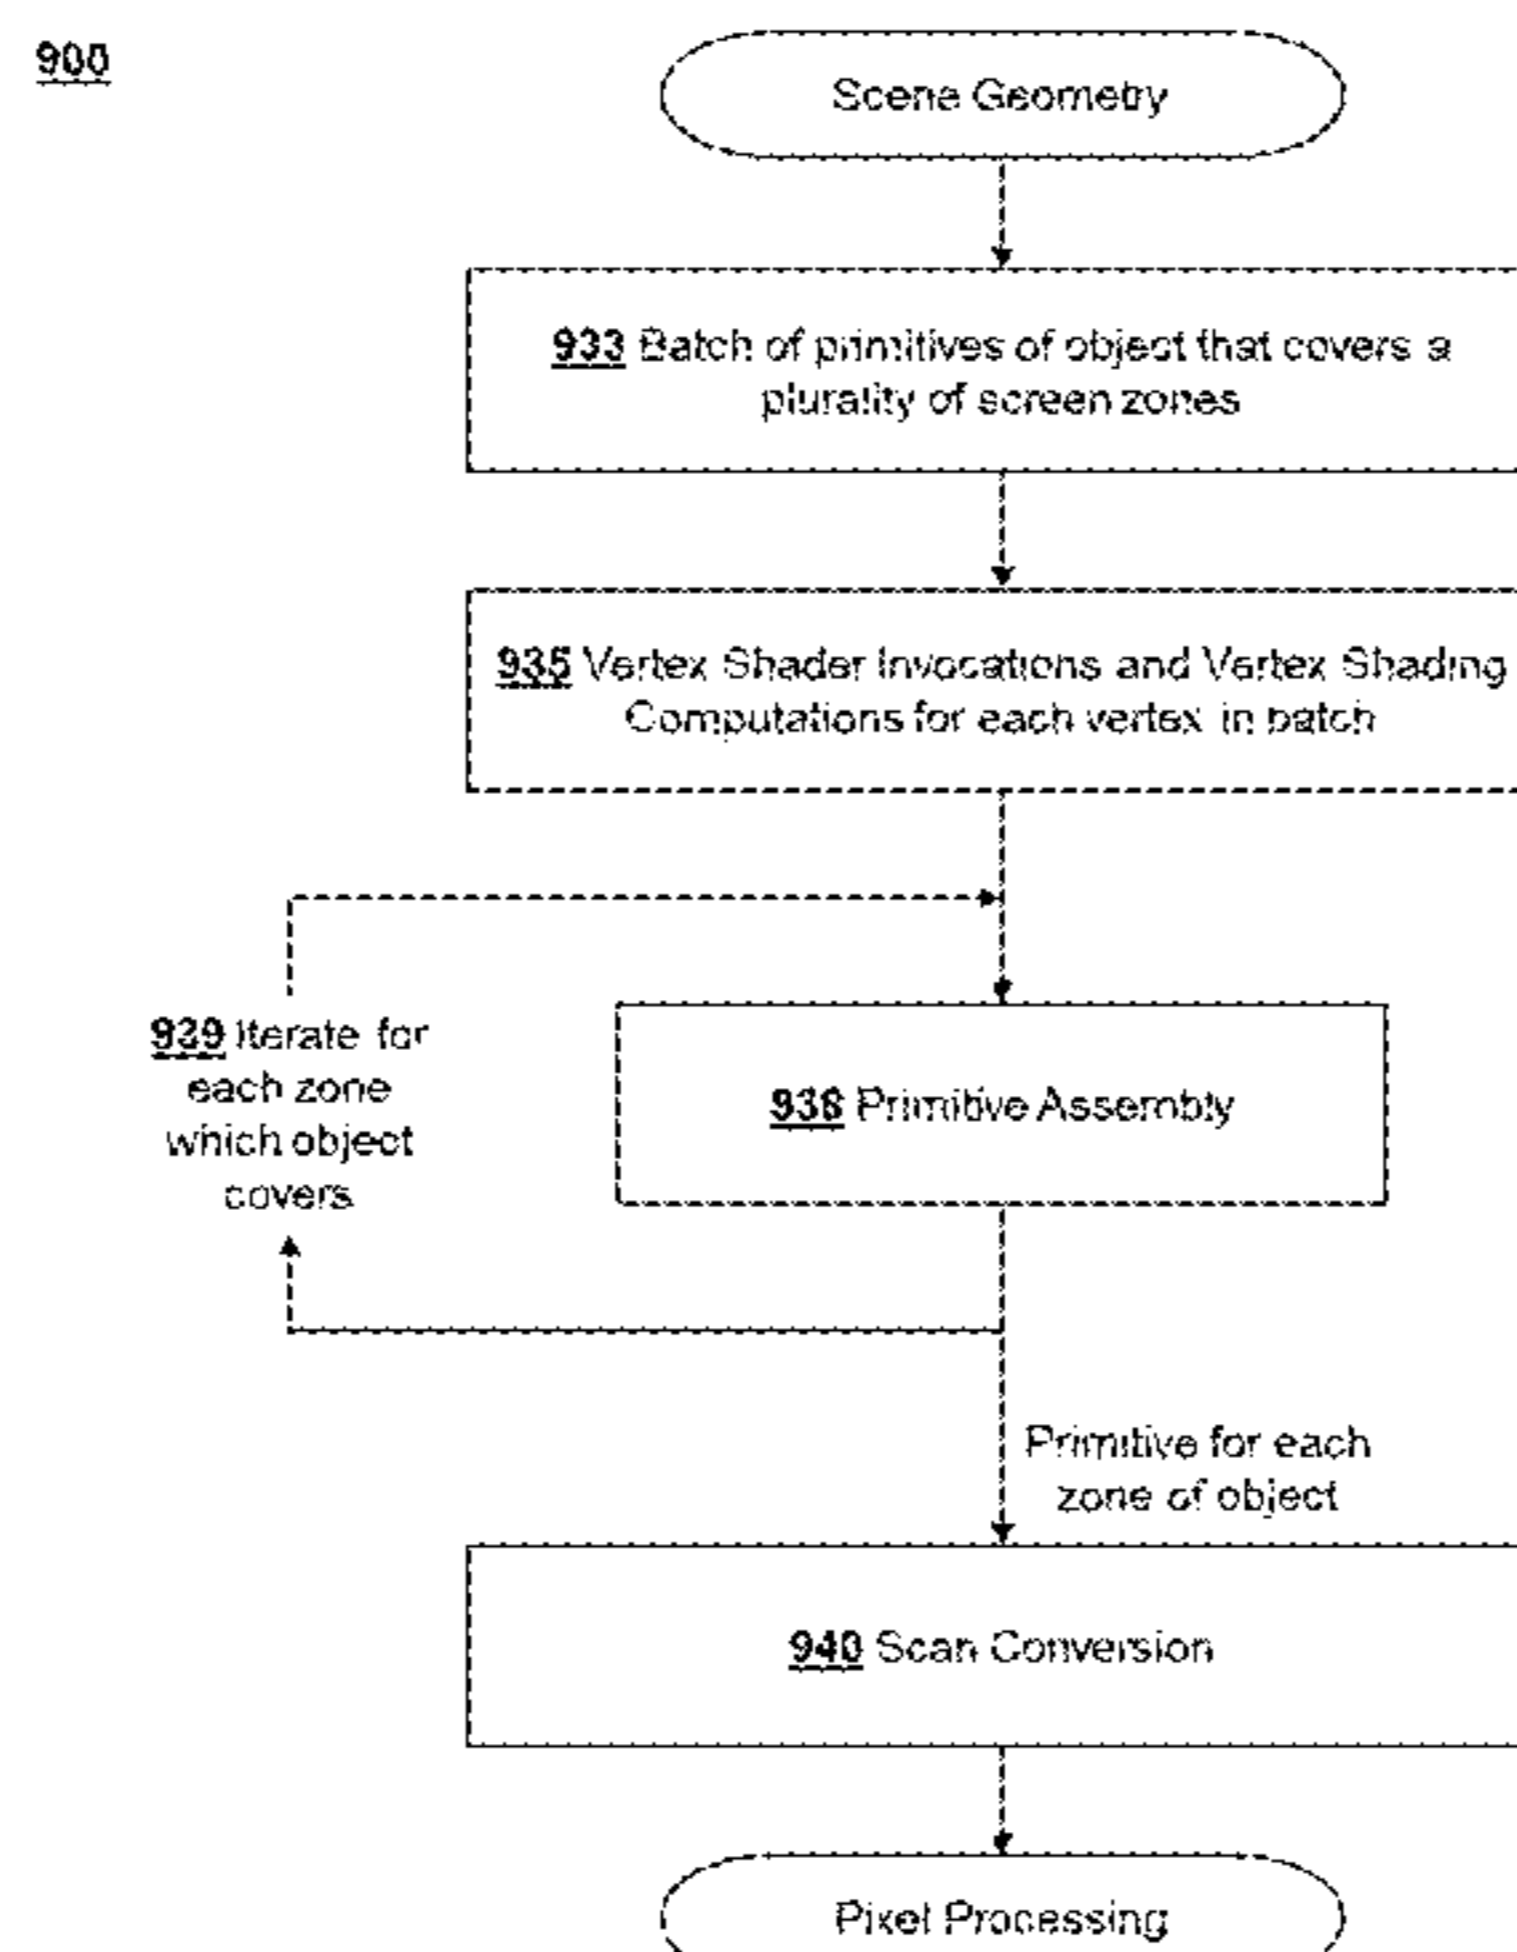 900
Scene Geometry
933 Batch of primitives of object that covers a
plurality of screen zones
935 Vertex Shader Invocations and Vertex Shading
Computations for each vertex in batch
939 Iterate for
each zone
which object
covers
938 Primitive Assembly
Primitive for each
zone of object
940 Scan Conversion
Pixel Processing